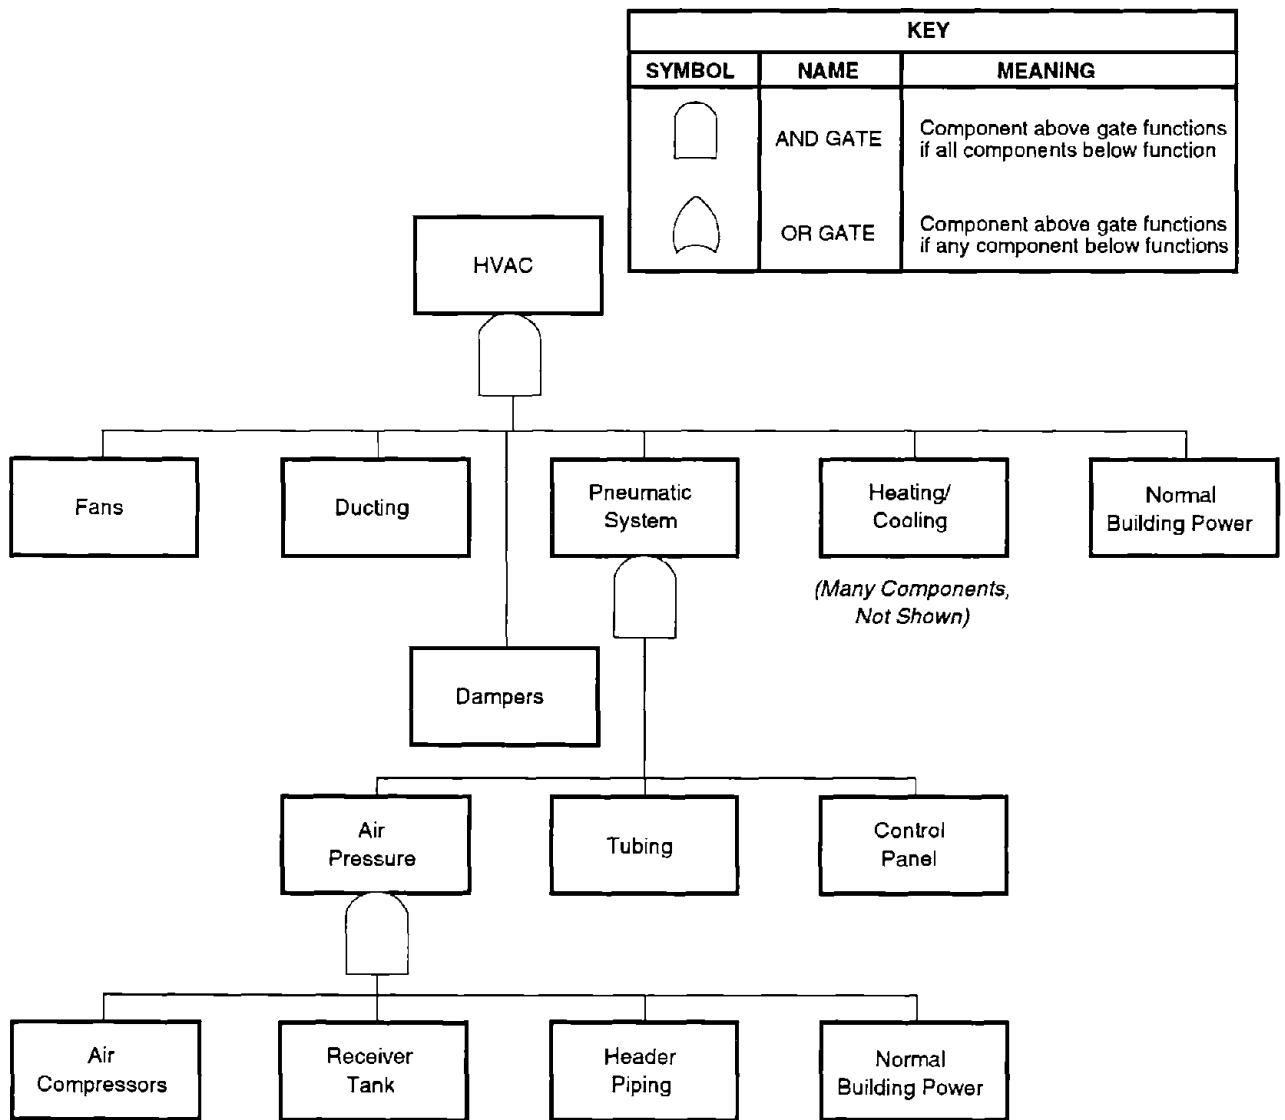 KEY
SYMBOL
NAME
MEANING
AND GATE
Component above gate functions
if all components below function
OR GATE
Component above gate functions
if any component below functions
HVAC
Fans
Ducting
Pneumatic
System
Heating/
Cooling
Normal
Building Power
(Many Components,
Not Shown)
Dampers
Air
Pressure
Tubing
Control
Panel
Air
Compressors
Receiver
Tank
Header
Piping
Normal
Building Power